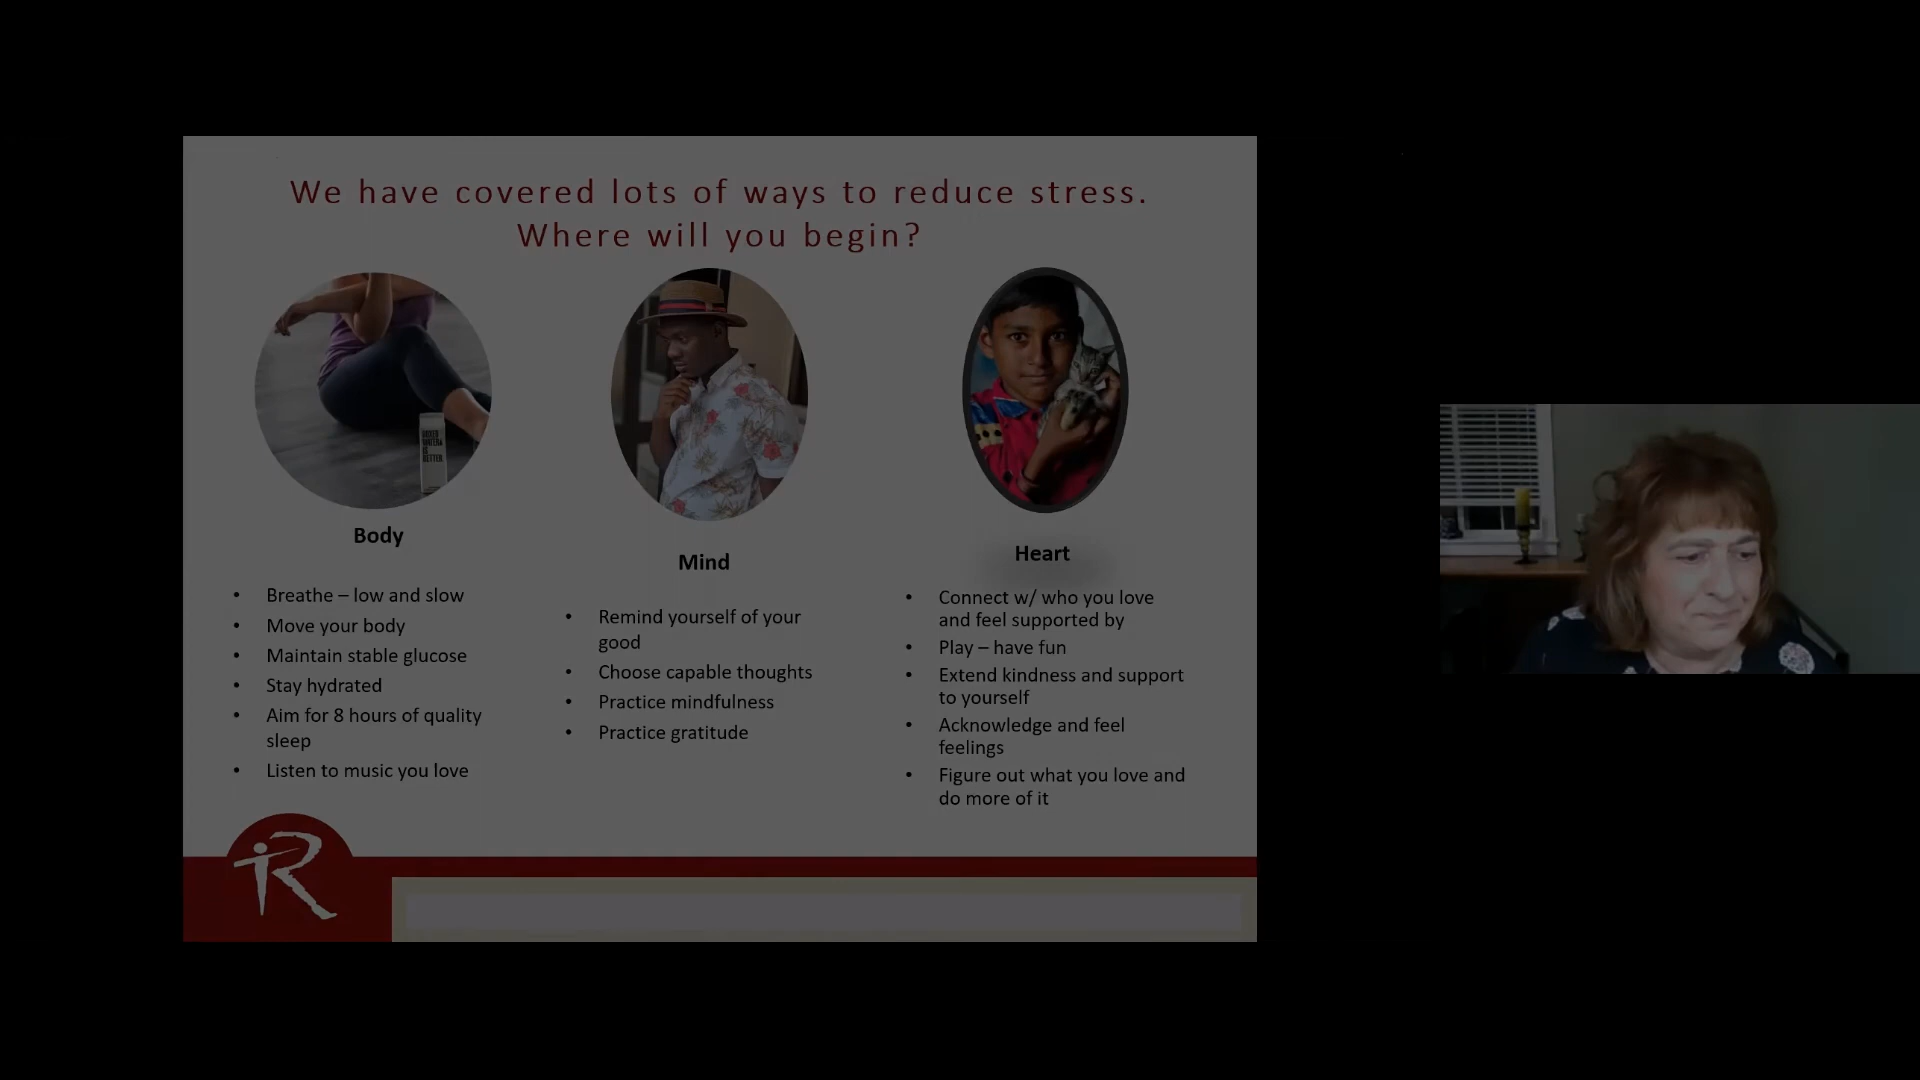 We have covered lots of ways to reduce stress.
Where will you begin?
BOXED
WATER
IS
BETTER
Body
Mind
Heart
• Breathe – low and slow
• Move your body
• Maintain stable glucose
• Stay hydrated
• Aim for 8 hours of quality
sleep
• Listen to music you love
• Remind yourself of your
good
• Choose capable thoughts
• Practice mindfulness
• Practice gratitude
• Connect w/ who you love
and feel supported by
• Play – have fun
• Extend kindness and support
to yourself
• Acknowledge and feel
feelings
• Figure out what you love and
do more of it
R